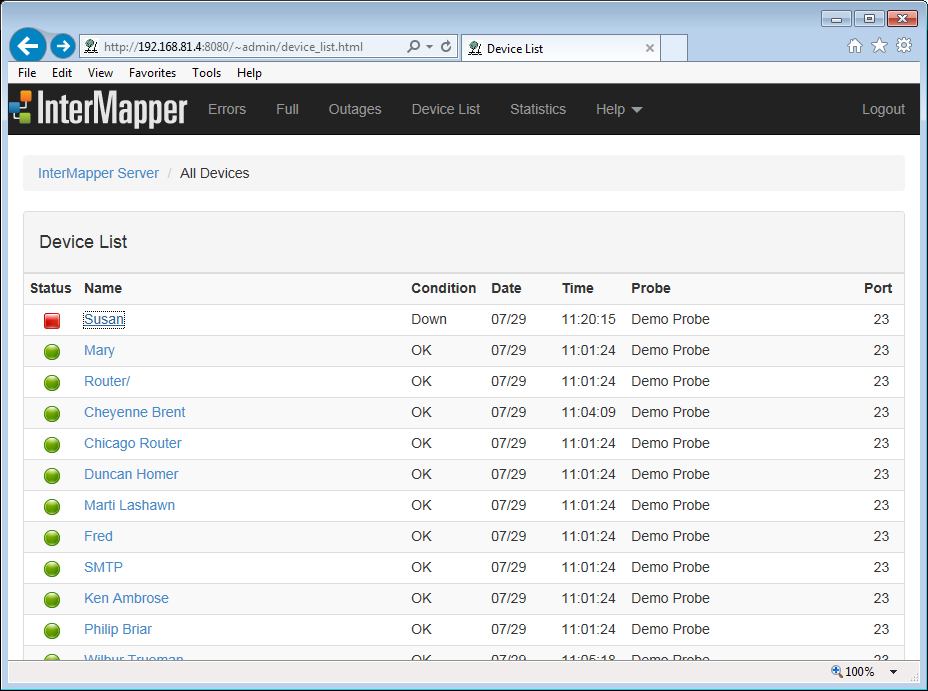 http://192.168.81.4:8080/~admin/device_list.html
Device List
File Edit View Favorites Tools Help
InterMapper Errors Full Outages Device List Statistics Help Logout
InterMapper Server / All Devices
Device List
Status Name Condition Date Time Probe Port
Susan Down 07/29 11:20:15 Demo Probe 23
Mary OK 07/29 11:01:24 Demo Probe 23
Router/ OK 07/29 11:01:24 Demo Probe 23
Cheyenne Brent OK 07/29 11:04:09 Demo Probe 23
Chicago Router OK 07/29 11:01:24 Demo Probe 23
Duncan Homer OK 07/29 11:01:24 Demo Probe 23
Marti Lashawn OK 07/29 11:01:24 Demo Probe 23
Fred OK 07/29 11:01:24 Demo Probe 23
SMTP OK 07/29 11:01:24 Demo Probe 23
Ken Ambrose OK 07/29 11:01:24 Demo Probe 23
Philip Briar OK 07/29 11:01:24 Demo Probe 23
Wilbur Trueman OK 07/29 11:05:18 Demo Probe 23
100%